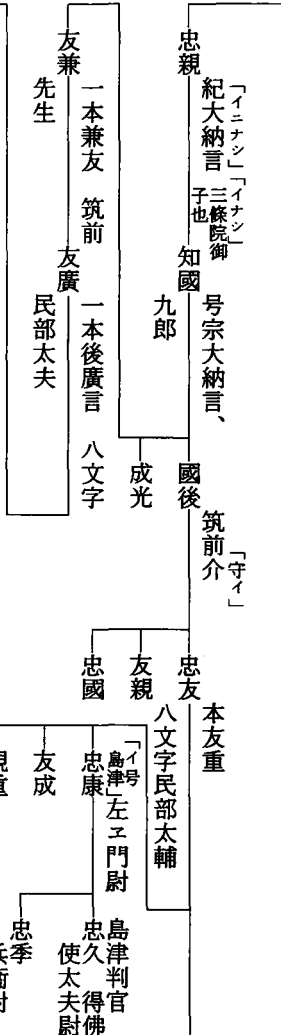 忠親
紀大納言
「イニナシ」「イナシ」
三條院御
子也
知國
号宗大納言、
九郎
國後
筑前介
「守イ」
成光
友兼
一本兼友 筑前
先生
友廣
一本後廣言 八文字
民部太夫
忠友
本友重
八文字民部太輔
友親
忠國
忠康
「イ号
島津」左ヱ門尉
友成
忠久
島津判官
得佛
使太夫尉
忠季